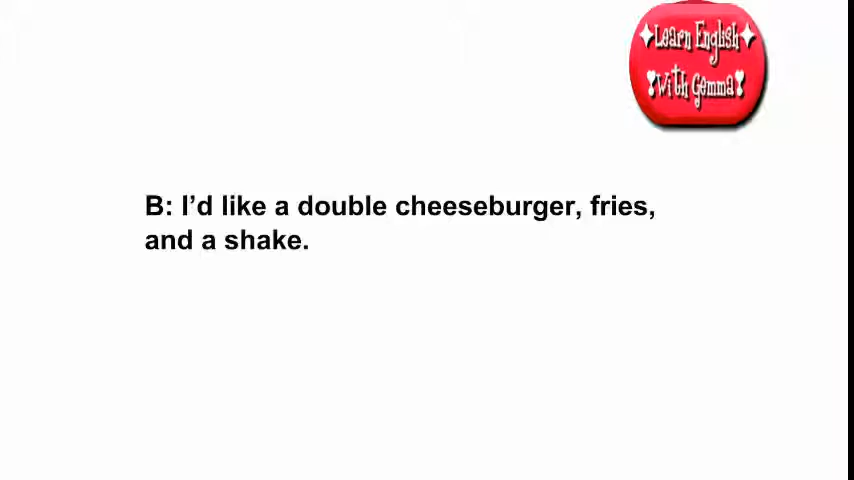 ✦Learn English✦
❣With Gemma❣
B: I’d like a double cheeseburger, fries,
and a shake.